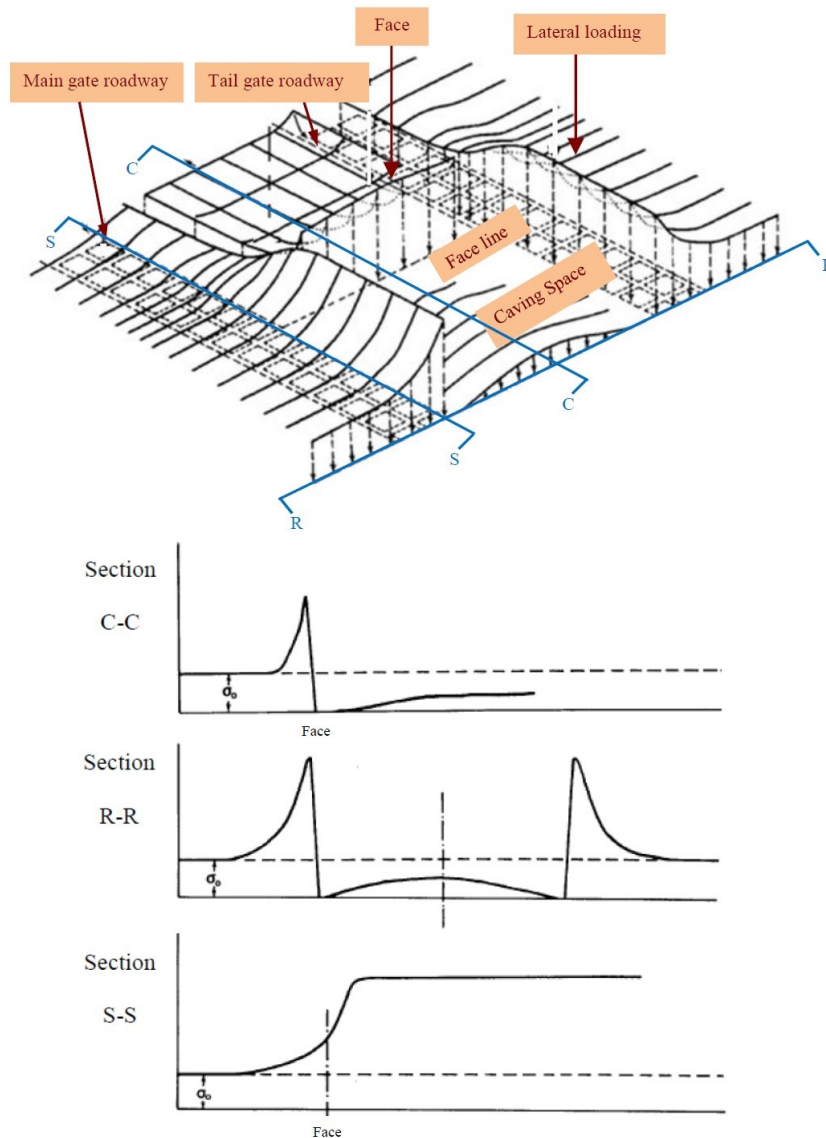 Face
Lateral loading
Main gate roadway
Tail gate roadway
C
S
Face line
Caving Space
C
S
R
Section
C-C
σₒ
Face
Section
R-R
σₒ
Section
S-S
σₒ
Face